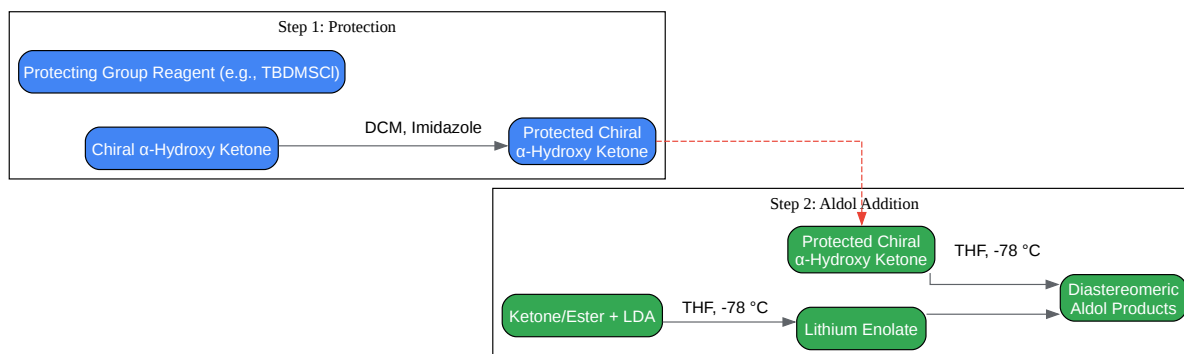 Step 1: Protection
Protecting Group Reagent (e.g., TBDMSCl)
DCM, Imidazole
Chiral α-Hydroxy Ketone
Protected Chiral
α-Hydroxy Ketone
Step 2: Aldol Addition
Protected Chiral
α-Hydroxy Ketone
THF, -78 °C
Ketone/Ester + LDA
THF, -78 °C
Lithium Enolate
Diastereomeric
Aldol Products